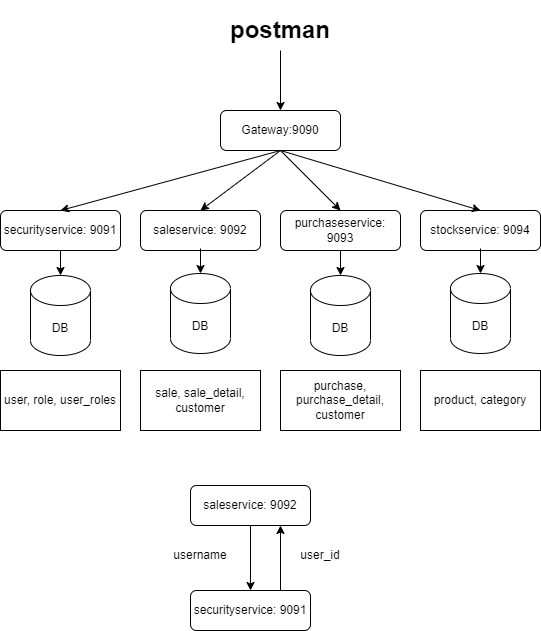 postman
Gateway:9090
securityservice: 9091
saleservice: 9092
purchaseservice:
9093
stockservice: 9094
DB
DB
DB
DB
user, role, user_roles
sale, sale_detail,
customer
purchase,
purchase_detail,
customer
product, category
saleservice: 9092
username
user_id
securityservice: 9091